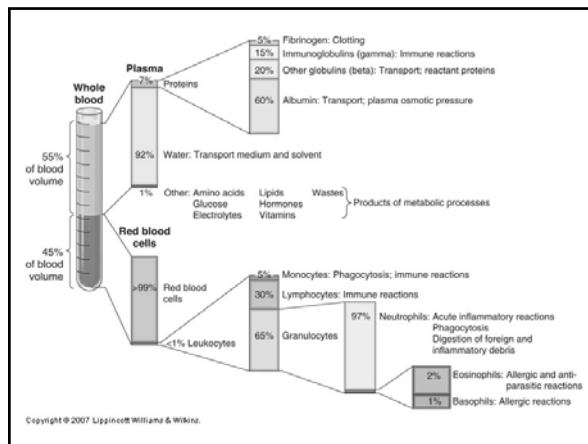 5% Fibrinogen: Clotting
15% Immunoglobulins (gamma): Immune reactions
Plasma
20% Other globulins (beta): Transport; reactant proteins
7% Proteins
Whole
blood
60% Albumin: Transport; plasma osmotic pressure
55%
of blood
volume
92% Water: Transport medium and solvent
1% Other: Amino acids Lipids Wastes
Glucose Hormones
Electrolytes Vitamins
Products of metabolic processes
Red blood
cells
45%
of blood
volume
>99% Red blood
cells
5% Monocytes: Phagocytosis; immune reactions
30% Lymphocytes: Immune reactions
<1% Leukocytes
65% Granulocytes
97% Neutrophils: Acute inflammatory reactions
Phagocytosis
Digestion of foreign and
inflammatory debris
2% Eosinophils: Allergic and anti-
parasitic reactions
1% Basophils: Allergic reactions
Copyright © 2007 Lippincott Williams & Wilkins.